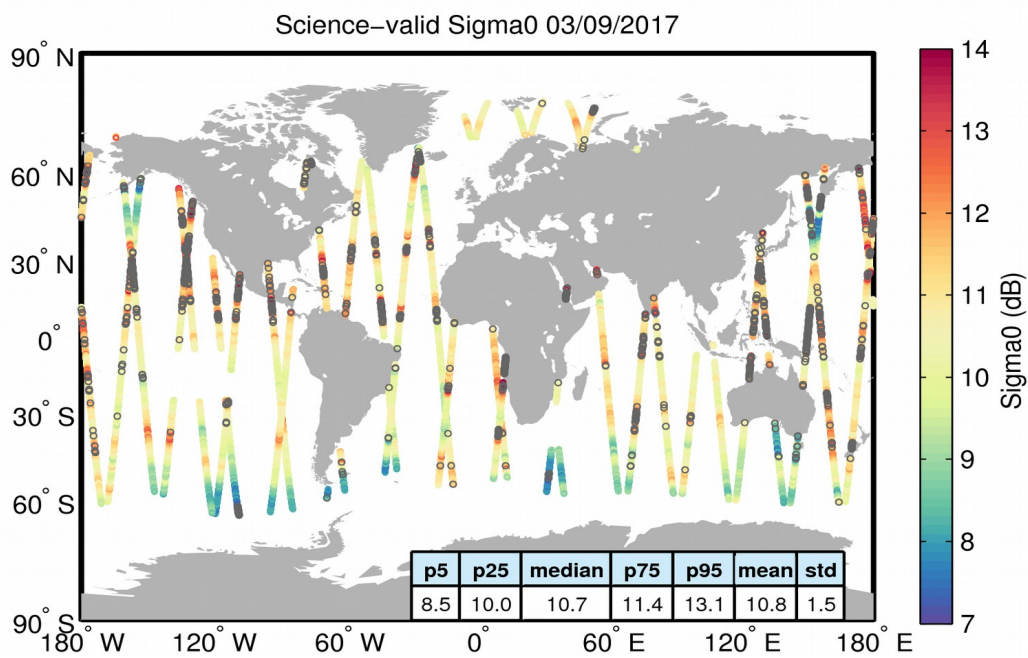 Science−valid Sigma0 03/09/2017
90° N
60° N
30° N
0°
30° S
60° S
90° S
180° W 120° W 60° W 0° 60° E 120° E 180° E
14
13
12
11
10
9
8
7
Sigma0 (dB)
p5 p25 median p75 p95 mean std
8.5 10.0 10.7 11.4 13.1 10.8 1.5